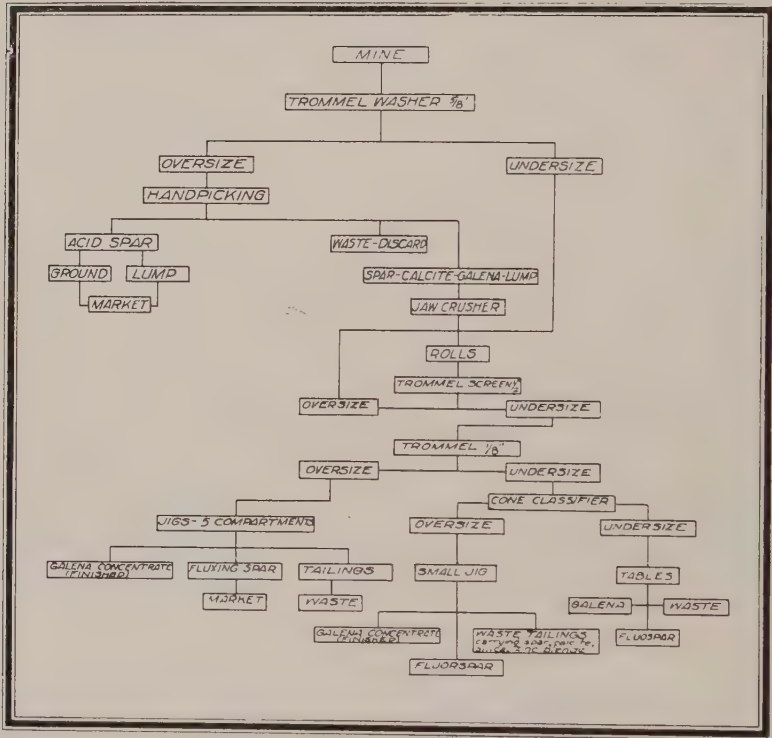 MINE
TROMMEL WASHER 5/8'
OVERSIZE
UNDERSIZE
HANDPICKING
ACID SPAR
WASTE-DISCARD
GROUND
LUMP
SPAR-CALCITE-GALENA-LUMP
MARKET
JAW CRUSHER
ROLLS
TROMMEL SCREEN 1/2
OVERSIZE
UNDERSIZE
TROMMEL 1/8"
OVERSIZE
UNDERSIZE
CONE CLASSIFIER
JIGS-5 COMPARTMENTS
OVERSIZE
UNDERSIZE
GALENA CONCENTRATE
(FINISHED)
FLUXING SPAR
TAILINGS
SMALL JIG
TABLES
MARKET
WASTE
GALENA
WASTE
GALENA CONCENTRATE
(FINISHED)
WASTE TAILINGS
carrying spar,
FLUOSPAR
FLUORSPAR